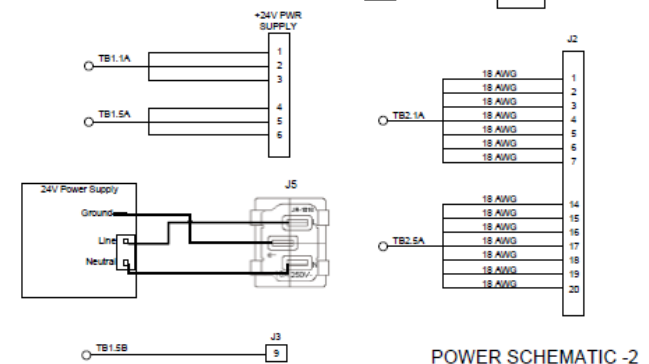 +24V PWR
SUPPLY
TB1.1A
1
2
3
TB1.5A
4
5
6
J2
TB2.1A
18 AWG 1
18 AWG 2
18 AWG 3
18 AWG 4
18 AWG 5
18 AWG 6
18 AWG 7
TB2.5A
18 AWG 14
18 AWG 15
18 AWG 16
18 AWG 17
18 AWG 18
18 AWG 19
18 AWG 20
24V Power Supply
Ground
Line
Neutral
J5
L
N
250V~
TB1.5B
J3
9
POWER SCHEMATIC -2